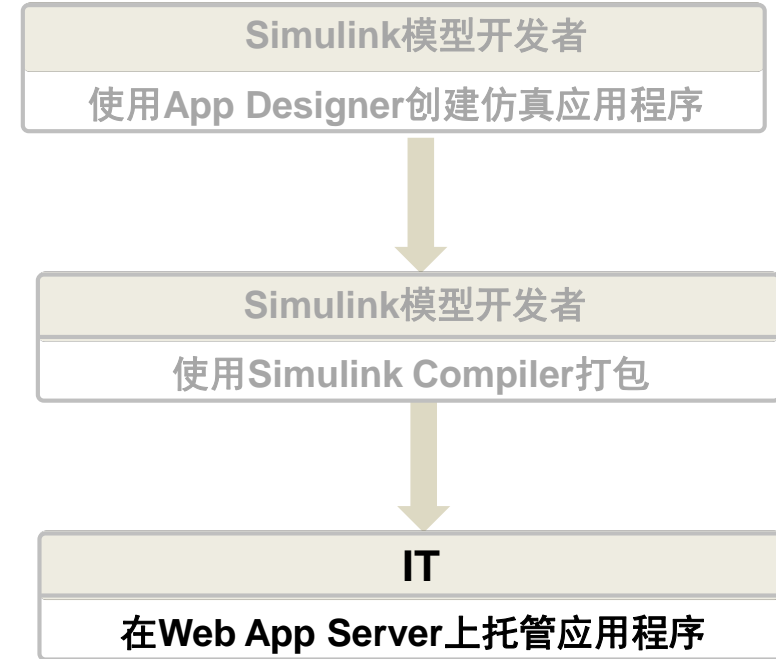 Simulink模型开发者
使用App Designer创建仿真应用程序
Simulink模型开发者
使用Simulink Compiler打包
IT
在Web App Server上托管应用程序